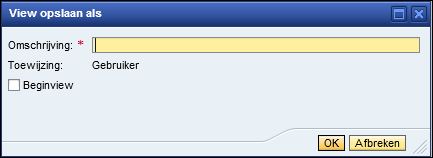 View opslaan als
Omschrijving: *
Toewijzing: Gebruiker
Beginview
OK Afbreken